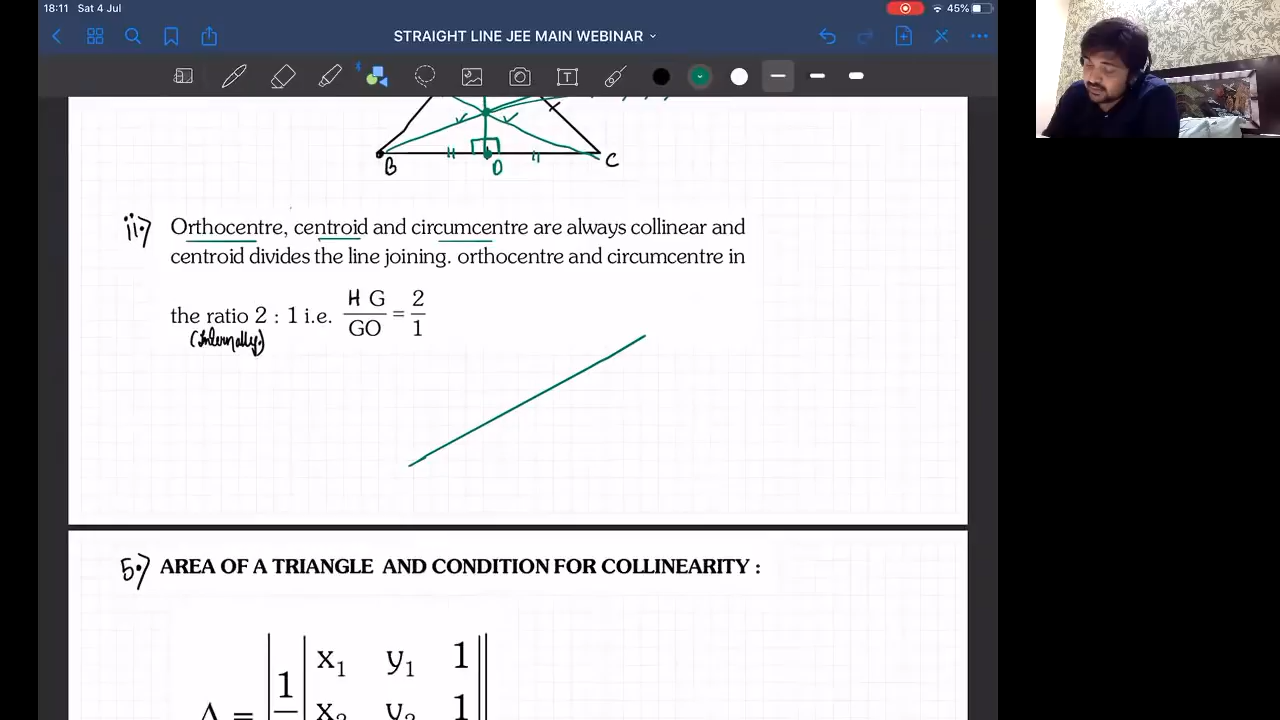 18:11 Sat 4 Jul
45%
STRAIGHT LINE JEE MAIN WEBINAR
T
B
D
C
ii.) Orthocentre, centroid and circumcentre are always collinear and
centroid divides the line joining. orthocentre and circumcentre in
the ratio 2 : 1 i.e. HG/GO = 2/1
(Internally)
5.) AREA OF A TRIANGLE AND CONDITION FOR COLLINEARITY :
x₁ y₁ 1
1
Δ = x₂ y₂ 1